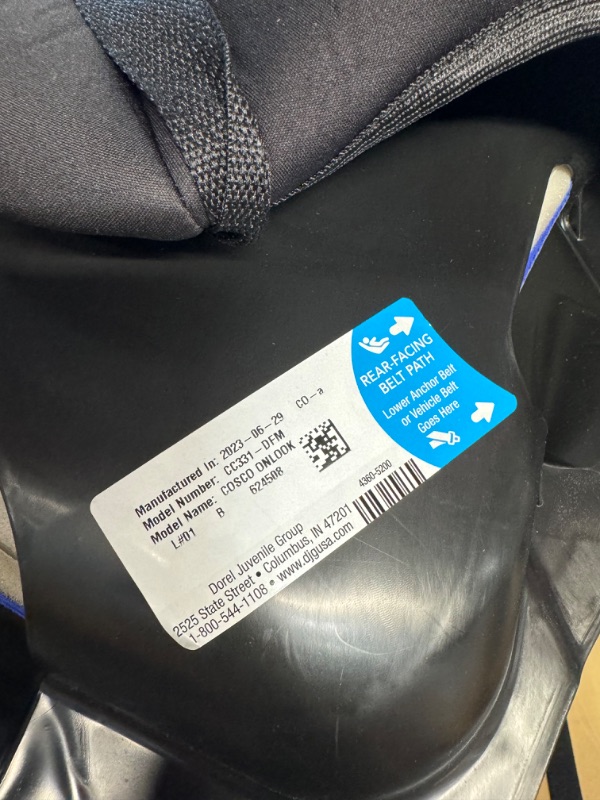 Manufactured In: 2023-06-29 CO-a
Model Number: CC331-DFM
Model Name: COSCO ONLOOK
L#01 B 624508
REAR-FACING
BELT PATH
Lower Anchor Belt
or Vehicle Belt
Goes Here
4360-5200
Dorel Juvenile Group
2525 State Street • Columbus, IN 47201
1-800-544-1108 • www.djgusa.com